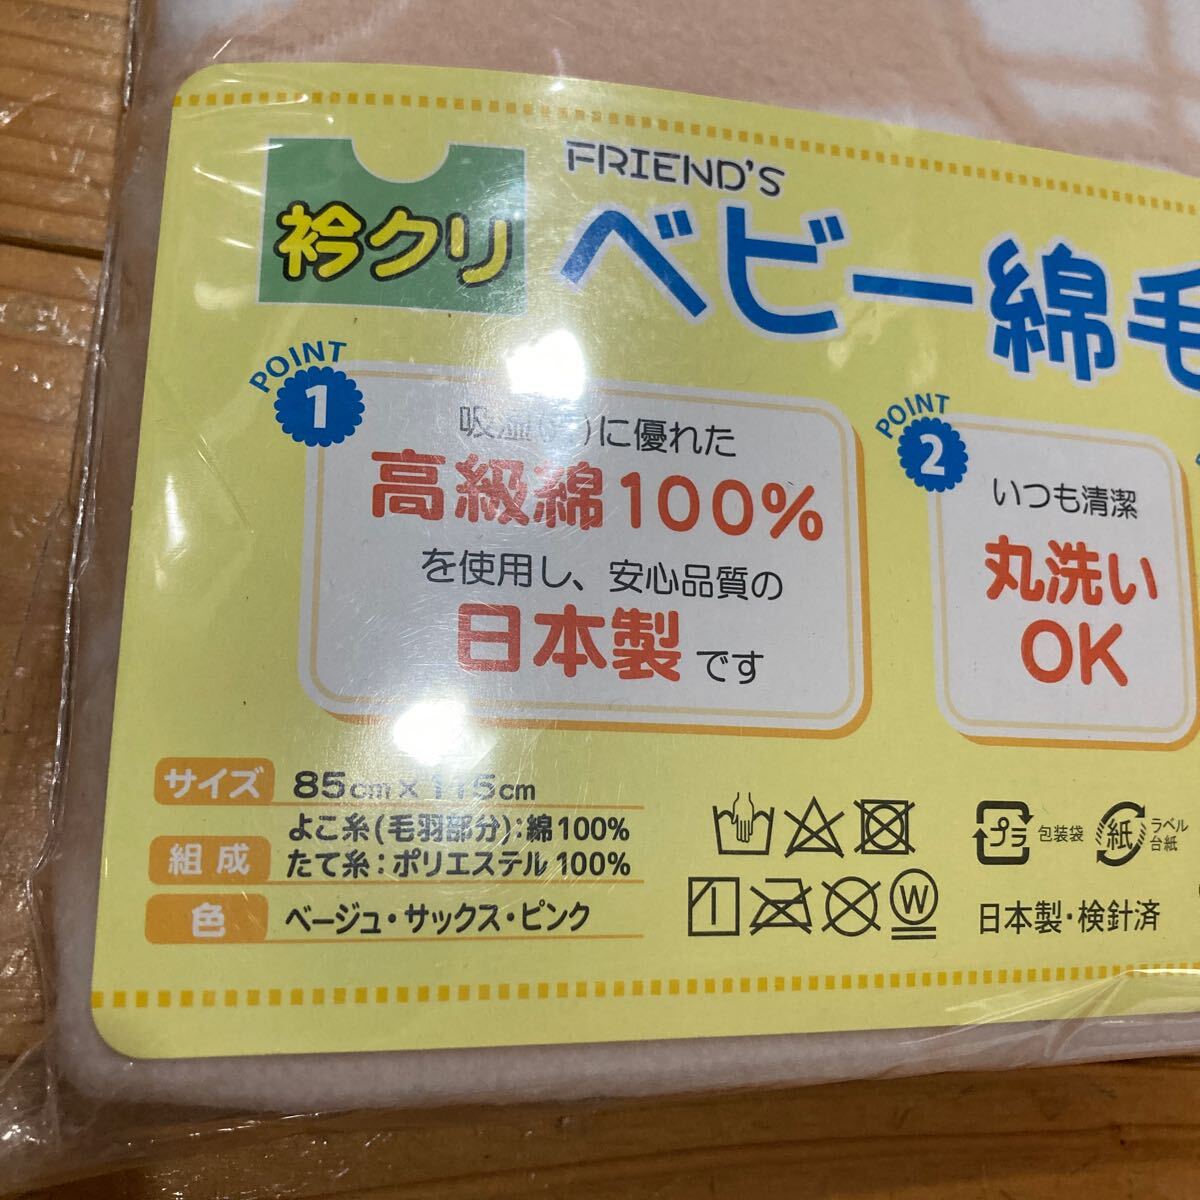 FRIEND'S
衿クリ
ベビー綿毛
POINT
1
に優れた
高級綿100%
を使用し、安心品質の
日本製です
POINT
2
いつも清潔
丸洗い
OK
サイズ 85cm×115cm
組成 よこ糸(毛羽部分):綿100%
たて糸:ポリエステル100%
色 ベージュ・サックス・ピンク
W
プラ 包装袋
紙 ラベル
台紙
日本製・検針済